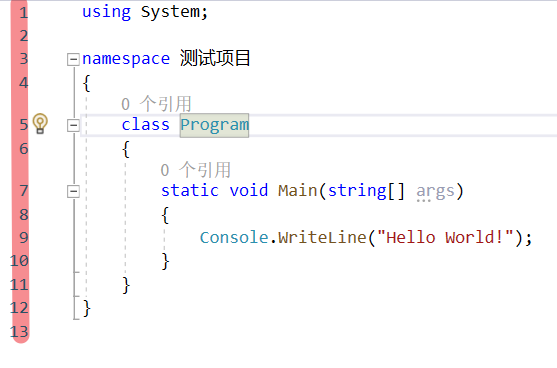 1 using System;
2
3 namespace 测试项目
4 {
0 个引用
5 class Program
6 {
0 个引用
7 static void Main(string[] args)
8 {
9 Console.WriteLine("Hello World!");
10 }
11 }
12 }
13